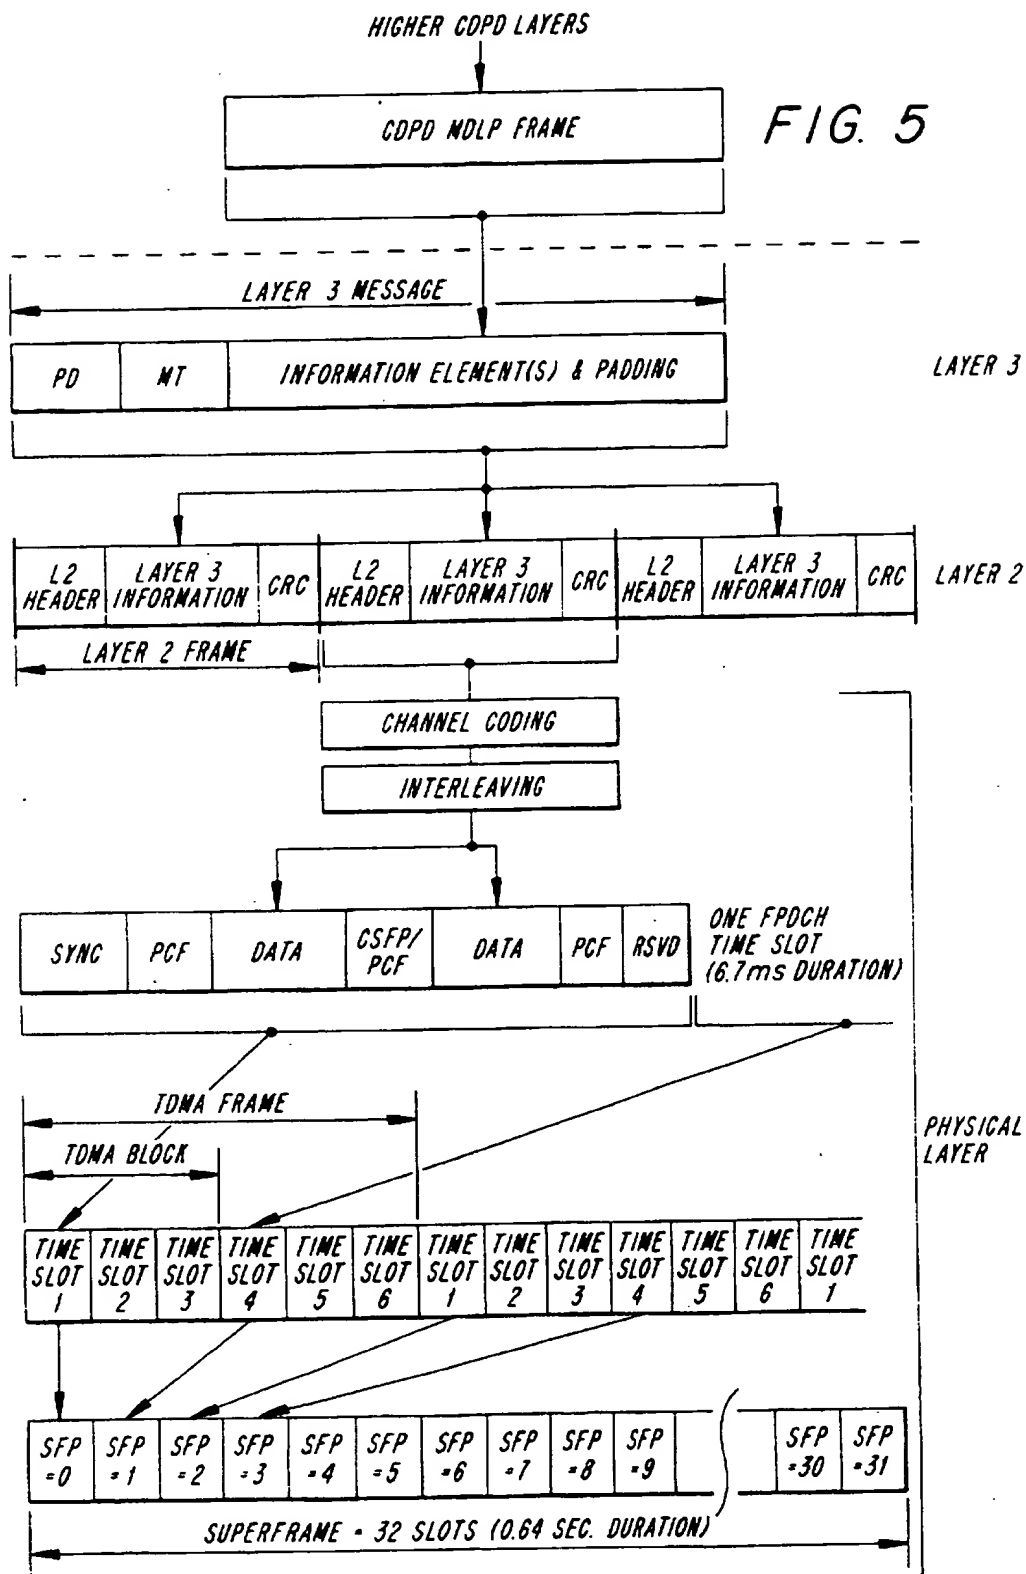 HIGHER CDPD LAYERS
CDPD MDLP FRAME
FIG. 5
LAYER 3 MESSAGE
PD
MT
INFORMATION ELEMENT(S) & PADDING
LAYER 3
L2
HEADER
LAYER 3
INFORMATION
CRC
L2
HEADER
LAYER 3
INFORMATION
CRC
L2
HEADER
LAYER 3
INFORMATION
CRC
LAYER 2
LAYER 2 FRAME
CHANNEL CODING
INTERLEAVING
SYNC
PCF
DATA
CSFP/
PCF
DATA
PCF
RSVD
ONE FPDCH
TIME SLOT
(6.7ms DURATION)
TDMA FRAME
TDMA BLOCK
PHYSICAL
LAYER
TIME
SLOT
1
TIME
SLOT
2
TIME
SLOT
3
TIME
SLOT
4
TIME
SLOT
5
TIME
SLOT
6
TIME
SLOT
1
TIME
SLOT
2
TIME
SLOT
3
TIME
SLOT
4
TIME
SLOT
5
TIME
SLOT
6
TIME
SLOT
1
SFP
=0
SFP
=1
SFP
=2
SFP
=3
SFP
=4
SFP
=5
SFP
=6
SFP
=7
SFP
=8
SFP
=9
SFP
=30
SFP
=31
SUPERFRAME = 32 SLOTS (0.64 SEC. DURATION)